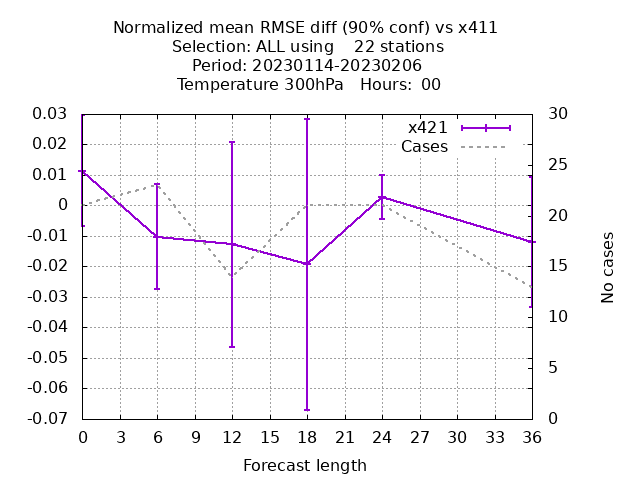 Normalized mean RMSE diff (90% conf) vs x411
Selection: ALL using    22 stations
Period: 20230114-20230206
Temperature 300hPa   Hours:  00
x421
Cases
0.03
0.02
0.01
0
-0.01
-0.02
-0.03
-0.04
-0.05
-0.06
-0.07
30
25
20
15
10
5
0
No cases
0 3 6 9 12 15 18 21 24 27 30 33 36
Forecast length